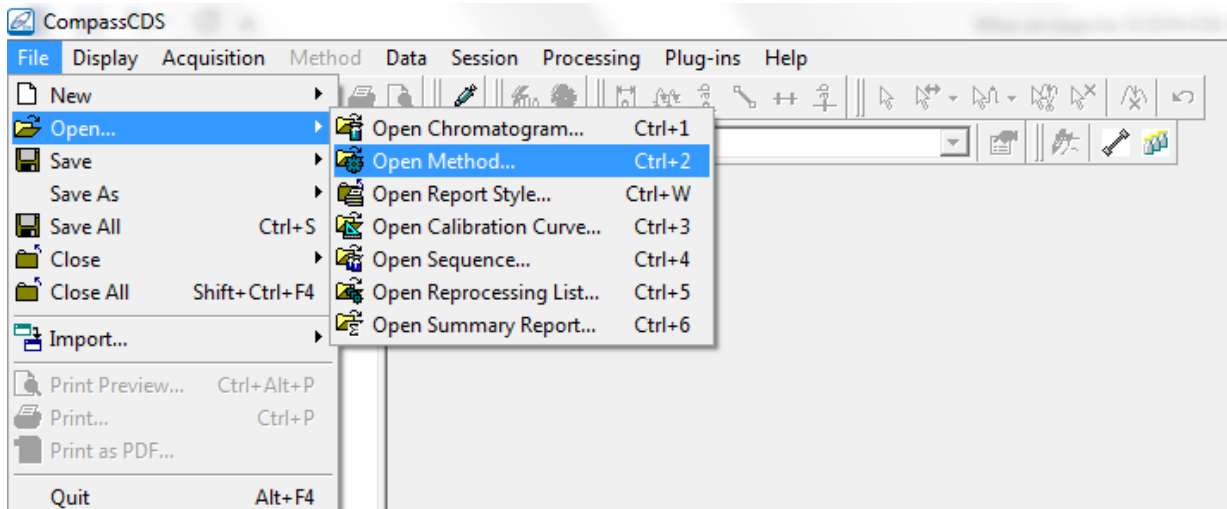 CompassCDS
File Display Acquisition Method Data Session Processing Plug-ins Help
New
Open...
Save
Save As
Save All Ctrl+S
Close
Close All Shift+Ctrl+F4
Import...
Print Preview... Ctrl+Alt+P
Print... Ctrl+P
Print as PDF...
Quit Alt+F4
Open Chromatogram... Ctrl+1
Open Method... Ctrl+2
Open Report Style... Ctrl+W
Open Calibration Curve... Ctrl+3
Open Sequence... Ctrl+4
Open Reprocessing List... Ctrl+5
Open Summary Report... Ctrl+6